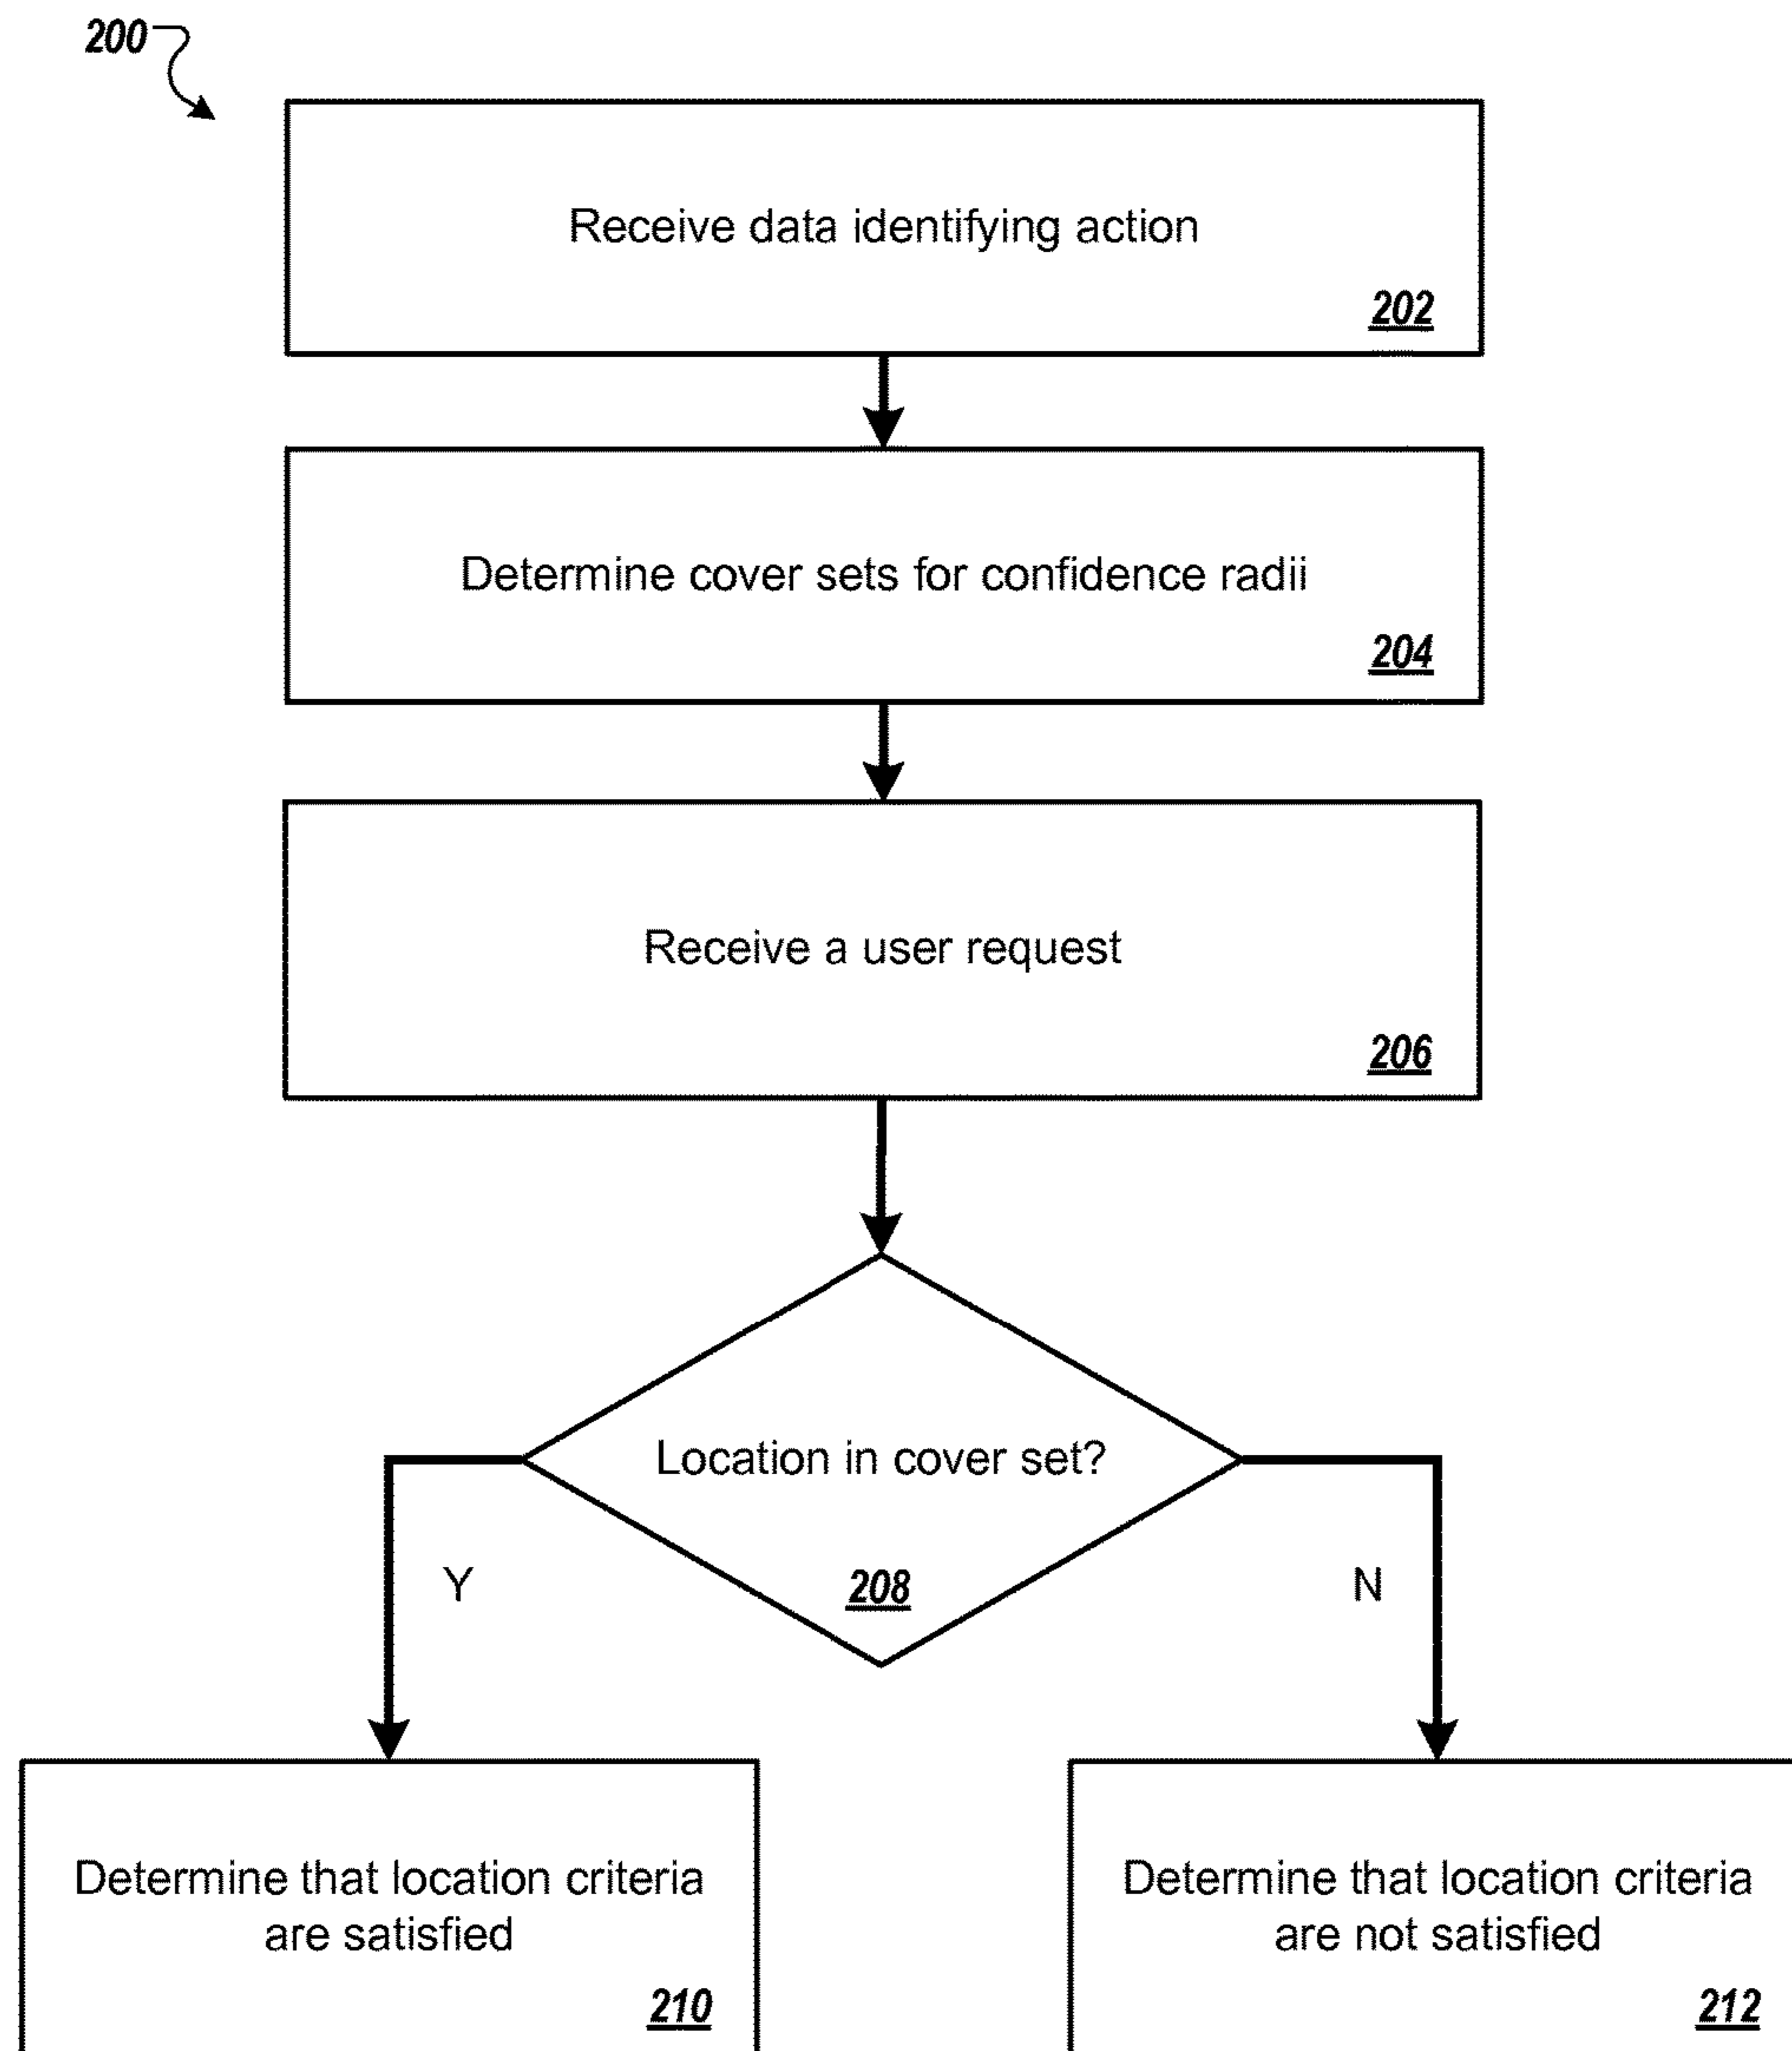 200
Receive data identifying action
202
Determine cover sets for confidence radii
204
Receive a user request
206
Location in cover set?
208
Y
N
Determine that location criteria
are satisfied
210
Determine that location criteria
are not satisfied
212